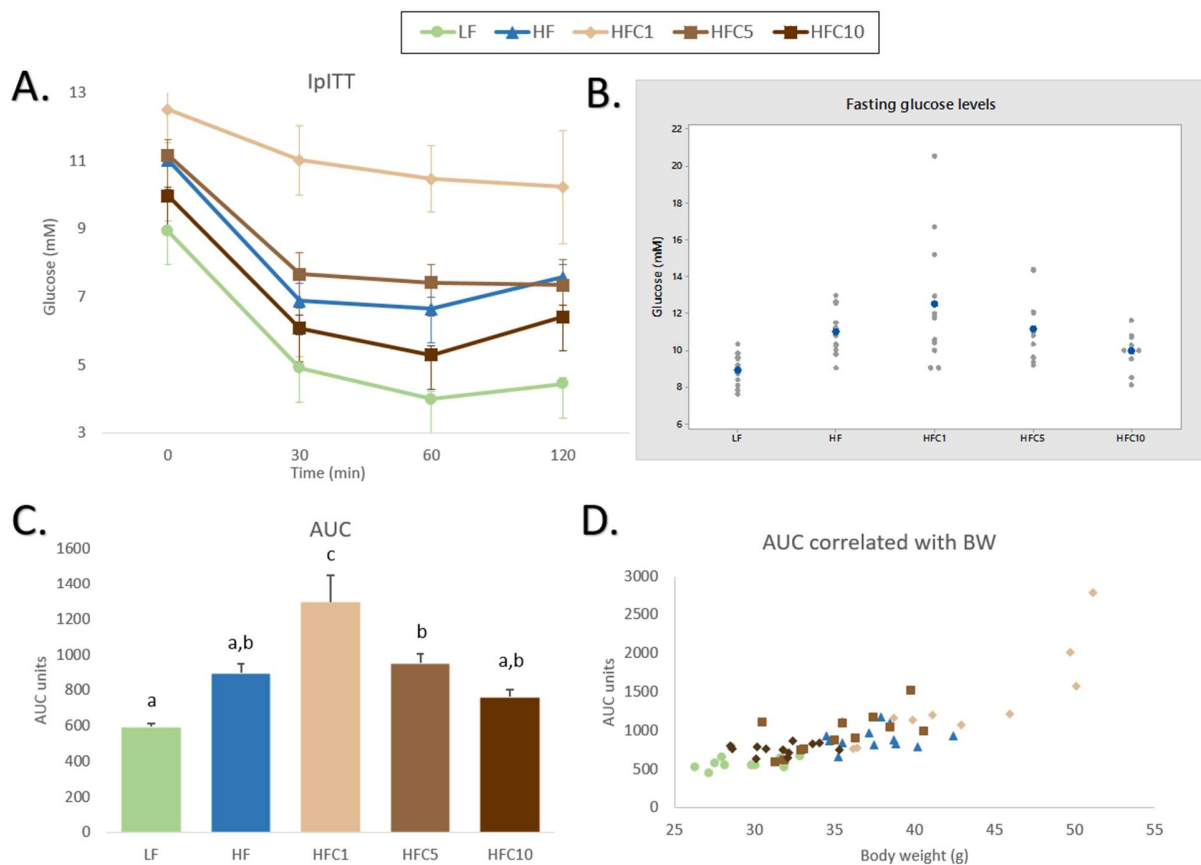 LF HF HFC1 HFC5 HFC10
A.
IpITT
13
11
9
7
5
3
Glucose (mM)
0 30 60 120
Time (min)
B.
Fasting glucose levels
22
20
18
16
14
12
10
8
6
Glucose (mM)
LF HF HFC1 HFC5 HFC10
C.
AUC
1600
1400
1200
1000
800
600
400
200
0
AUC units
a
a,b
c
b
a,b
LF HF HFC1 HFC5 HFC10
D.
AUC correlated with BW
3000
2500
2000
1500
1000
500
0
AUC units
25 30 35 40 45 50 55
Body weight (g)